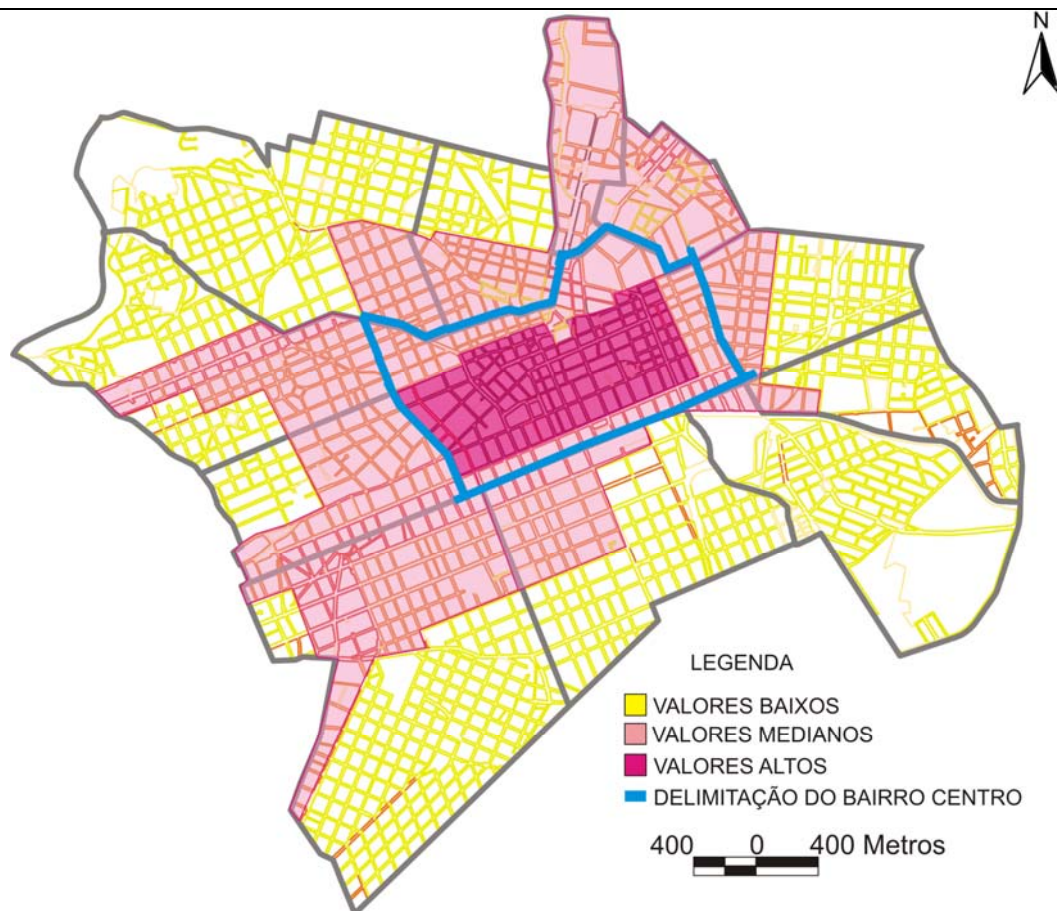 N
LEGENDA
VALORES BAIXOS
VALORES MEDIANOS
VALORES ALTOS
DELIMITAÇÃO DO BAIRRO CENTRO
400 0 400 Metros